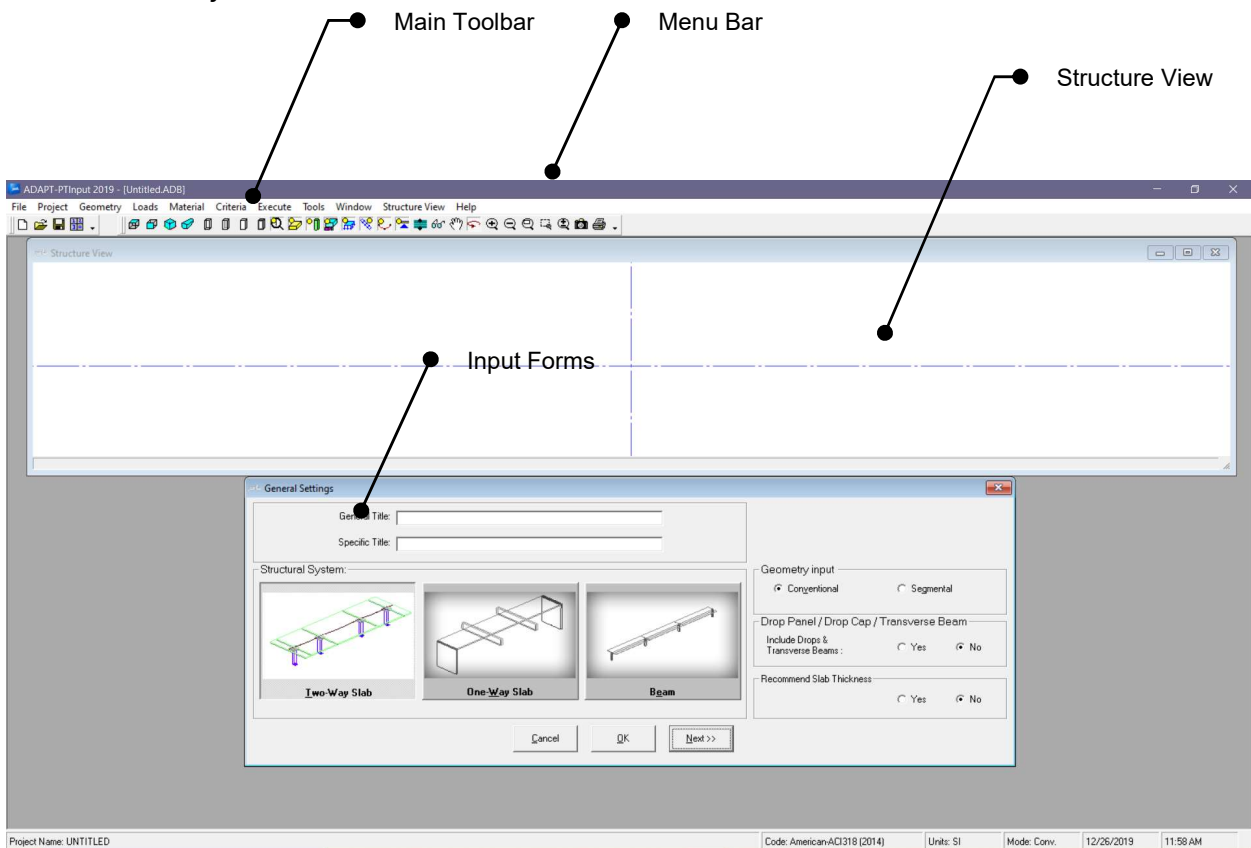 Main Toolbar
Menu Bar
Structure View
ADAPT-PTInput 2019 - [Untitled.ADB]
File Project Geometry Loads Material Criteria Execute Tools Window Structure View Help
Structure View
Input Forms
General Settings
General Title:
Specific Title:
Structural System:
Two-Way Slab
One-Way Slab
Beam
Geometry input
Conventional
Segmental
Drop Panel / Drop Cap / Transverse Beam
Include Drops &
Transverse Beams :
Yes
No
Recommend Slab Thickness
Yes
No
Cancel
OK
Next >>
Project Name: UNTITLED
Code: American-ACI318 (2014)
Units: SI
Mode: Conv.
12/26/2019
11:58 AM